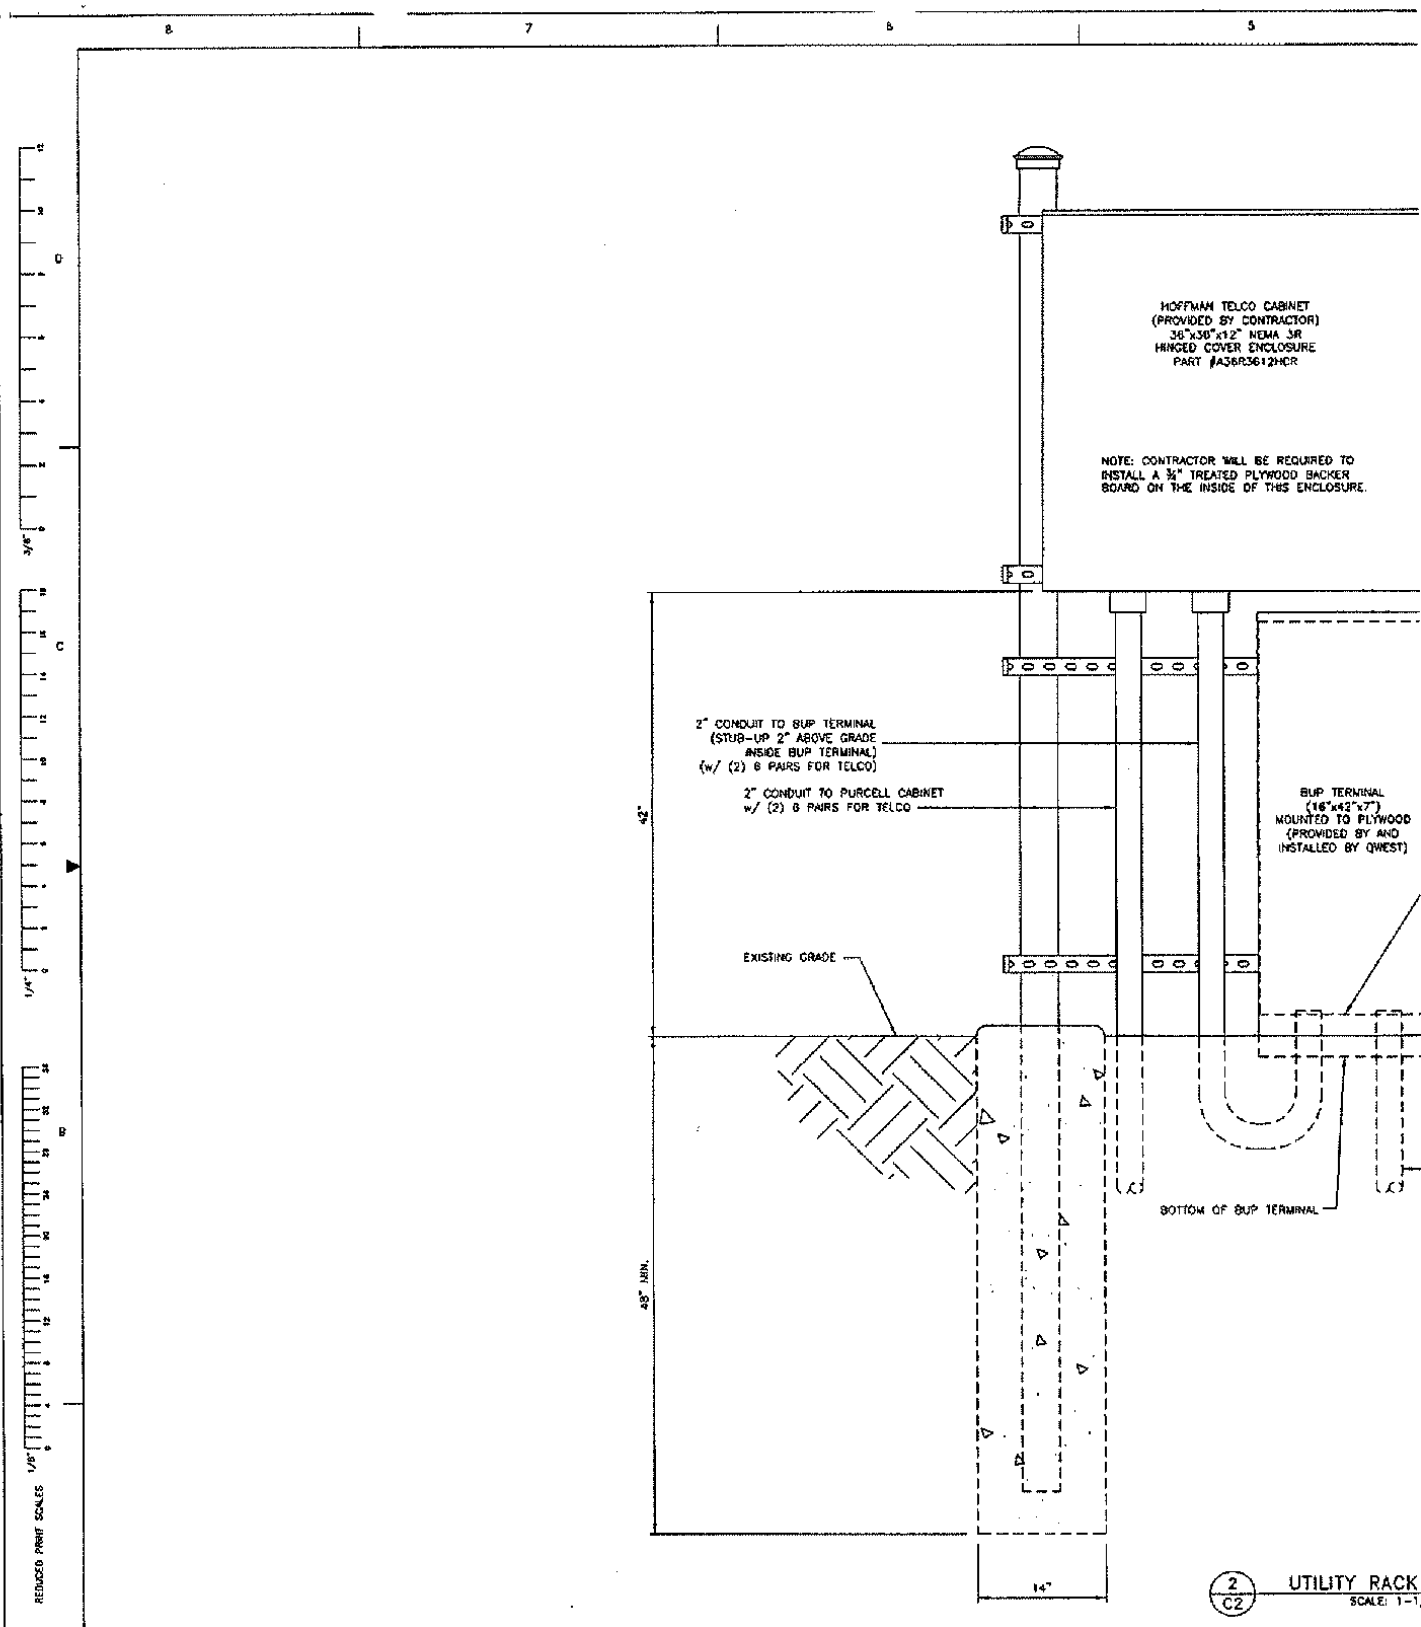 8 7 6 5
D
HOFFMAN TELCO CABINET
(PROVIDED BY CONTRACTOR)
36"x36"x12" NEMA 3R
HINGED COVER ENCLOSURE
PART #A36R3612HCR
NOTE: CONTRACTOR WILL BE REQUIRED TO
INSTALL A ¾" TREATED PLYWOOD BACKER
BOARD ON THE INSIDE OF THIS ENCLOSURE.
3/8"
C
2" CONDUIT TO BUP TERMINAL
(STUB-UP 2" ABOVE GRADE
INSIDE BUP TERMINAL)
(w/ (2) 6 PAIRS FOR TELCO)
2" CONDUIT TO PURCELL CABINET
w/ (2) 6 PAIRS FOR TELCO
42"
BUP TERMINAL
(16"x42"x7")
MOUNTED TO PLYWOOD
(PROVIDED BY AND
INSTALLED BY QWEST)
EXISTING GRADE
1/4"
B
BOTTOM OF BUP TERMINAL
48" MIN.
1/8"
REDUCED PRINT SCALES
14"
2
C2
UTILITY RACK
SCALE: 1-1